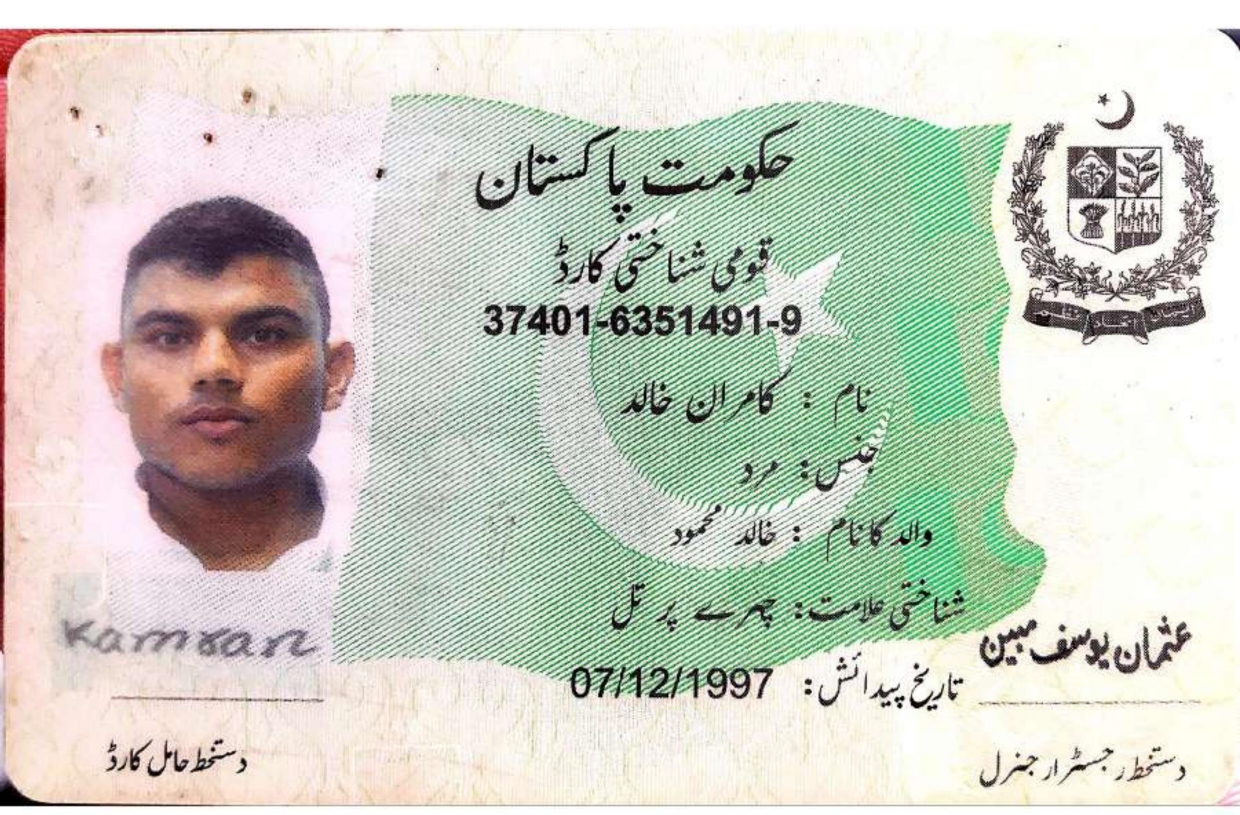 حکومت پاکستان
قومی شناختی کارڈ
37401-6351491-9
نام : کامران خالد
جنس: مرد
والد کا نام : خالد محمود
شناختی علامت: چہرے پر تل
تاریخ پیدائش: 07/12/1997
Kamran
دستخط حامل کارڈ
عثمان یوسف مبین
دستخط رجسٹرار جنرل